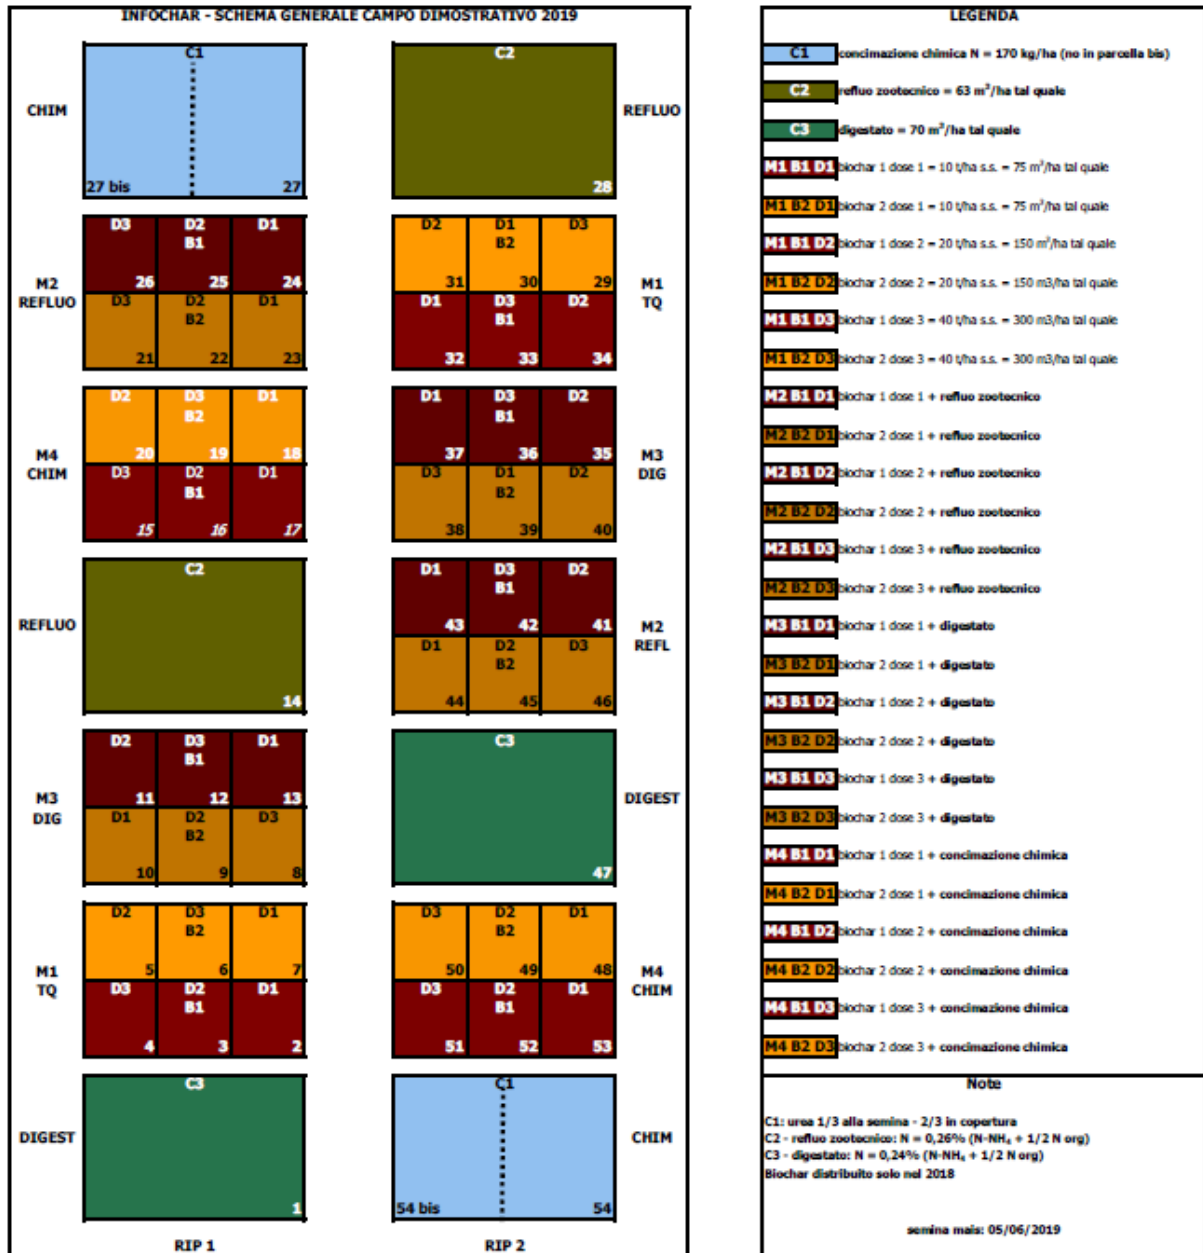 INFOCHAR - SCHEMA GENERALE CAMPO DIMOSTRATIVO 2019
C1
CHIM
27 bis 27
C2
REFLUO
28
D3 D2 D1
B1
26 25 24
M2
REFLUO
D3 D2 D1
B2
21 22 23
D2 D1 D3
B2
31 30 29
M1
TQ
D1 D3 D2
B1
32 33 34
D2 D3 D1
B2
20 19 18
M4
CHIM
D3 D2 D1
B1
15 16 17
D1 D3 D2
B1
37 36 35
M3
DIG
D3 D1 D2
B2
38 39 40
C2
REFLUO
14
D1 D3 D2
B1
43 42 41
M2
REFL
D1 D2 D3
B2
44 45 46
D2 D3 D1
B1
11 12 13
M3
DIG
D1 D2 D3
B2
10 9 8
C3
DIGEST
47
D2 D3 D1
B2
5 6 7
M1
TQ
D3 D2 D1
B1
4 3 2
D3 D2 D1
B2
50 49 48
M4
CHIM
D3 D2 D1
B1
51 52 53
C3
DIGEST
1
C1
CHIM
54 bis 54
RIP 1 RIP 2
LEGENDA
C1 concimazione chimica N = 170 kg/ha (no in parcella bis)
C2 refluo zootecnico = 63 m³/ha tal quale
C3 digestato = 70 m³/ha tal quale
M1 B1 D1 biochar 1 dose 1 = 10 t/ha s.s. = 75 m³/ha tal quale
M1 B2 D1 biochar 2 dose 1 = 10 t/ha s.s. = 75 m³/ha tal quale
M1 B1 D2 biochar 1 dose 2 = 20 t/ha s.s. = 150 m³/ha tal quale
M1 B2 D2 biochar 2 dose 2 = 20 t/ha s.s. = 150 m3/ha tal quale
M1 B1 D3 biochar 1 dose 3 = 40 t/ha s.s. = 300 m3/ha tal quale
M1 B2 D3 biochar 2 dose 3 = 40 t/ha s.s. = 300 m3/ha tal quale
M2 B1 D1 biochar 1 dose 1 + refluo zootecnico
M2 B2 D1 biochar 2 dose 1 + refluo zootecnico
M2 B1 D2 biochar 1 dose 2 + refluo zootecnico
M2 B2 D2 biochar 2 dose 2 + refluo zootecnico
M2 B1 D3 biochar 1 dose 3 + refluo zootecnico
M2 B2 D3 biochar 2 dose 3 + refluo zootecnico
M3 B1 D1 biochar 1 dose 1 + digestato
M3 B2 D1 biochar 2 dose 1 + digestato
M3 B1 D2 biochar 1 dose 2 + digestato
M3 B2 D2 biochar 2 dose 2 + digestato
M3 B1 D3 biochar 1 dose 3 + digestato
M3 B2 D3 biochar 2 dose 3 + digestato
M4 B1 D1 biochar 1 dose 1 + concimazione chimica
M4 B2 D1 biochar 2 dose 1 + concimazione chimica
M4 B1 D2 biochar 1 dose 2 + concimazione chimica
M4 B2 D2 biochar 2 dose 2 + concimazione chimica
M4 B1 D3 biochar 1 dose 3 + concimazione chimica
M4 B2 D3 biochar 2 dose 3 + concimazione chimica
Note
C1: urea 1/3 alla semina - 2/3 in copertura
C2 - refluo zootecnico: N = 0,26% (N-NH₄ + 1/2 N org)
C3 - digestato: N = 0,24% (N-NH₄ + 1/2 N org)
Biochar distribuito solo nel 2018
semina mais: 05/06/2019